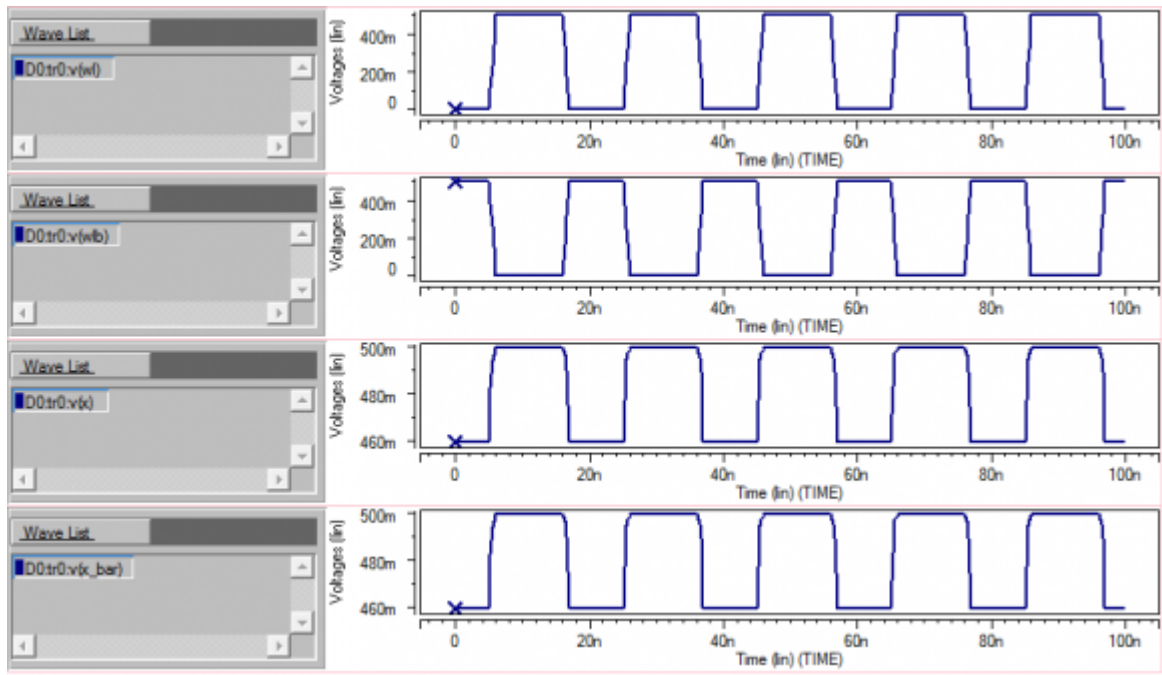 Wave List
D0:tr0:v(wl)
Voltages (lin)
400m
200m
0
0 20n 40n 60n 80n 100n
Time (lin) (TIME)
Wave List
D0:tr0:v(wlb)
Voltages (lin)
400m
200m
0
0 20n 40n 60n 80n 100n
Time (lin) (TIME)
Wave List
D0:tr0:v(x)
Voltages (lin)
500m
480m
460m
0 20n 40n 60n 80n 100n
Time (lin) (TIME)
Wave List
D0:tr0:v(x_bar)
Voltages (lin)
500m
480m
460m
0 20n 40n 60n 80n 100n
Time (lin) (TIME)